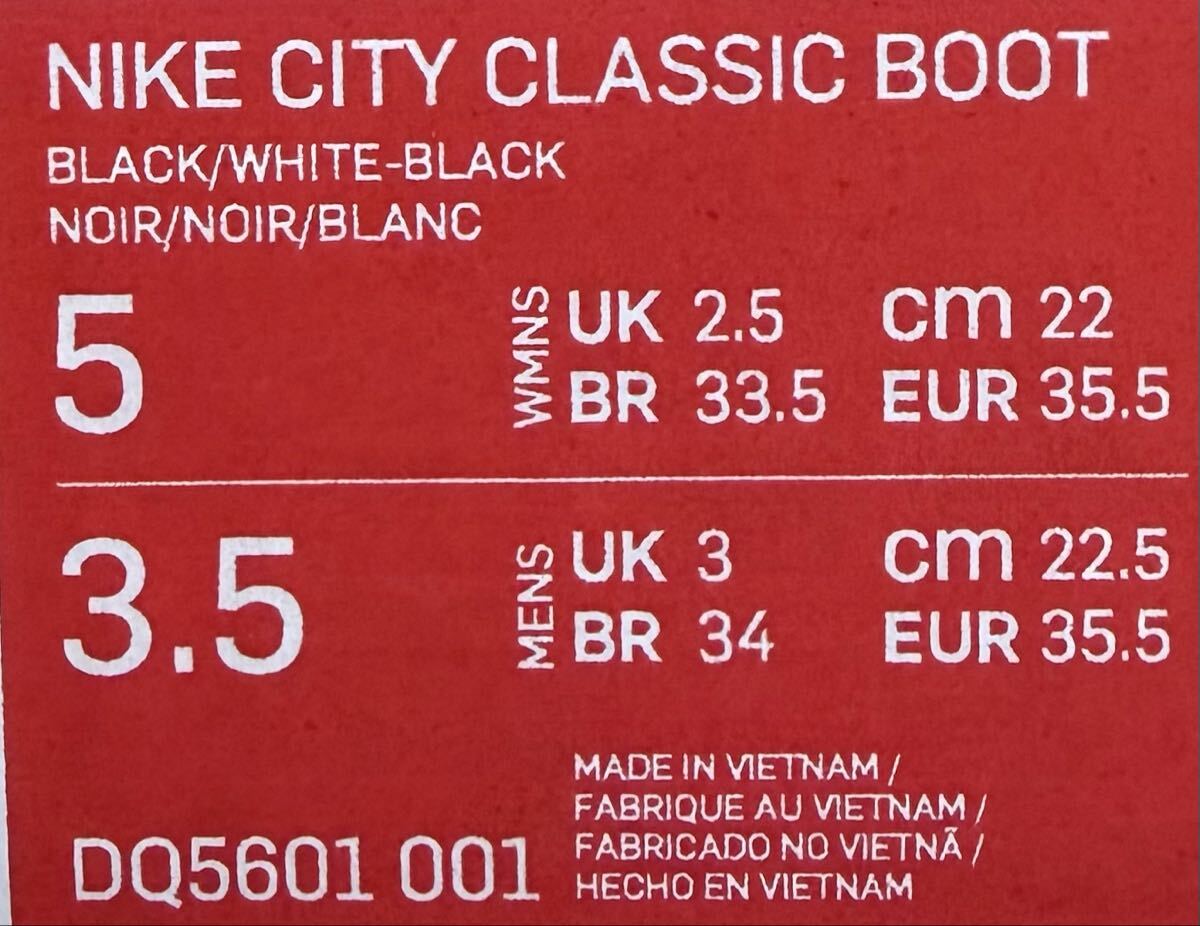 NIKE CITY CLASSIC BOOT
BLACK/WHITE-BLACK
NOIR/NOIR/BLANC
5 WMNS UK 2.5 cm 22
BR 33.5 EUR 35.5
3.5 MENS UK 3 cm 22.5
BR 34 EUR 35.5
MADE IN VIETNAM /
FABRIQUE AU VIETNAM /
FABRICADO NO VIETNÃ /
HECHO EN VIETNAM
DQ5601 001